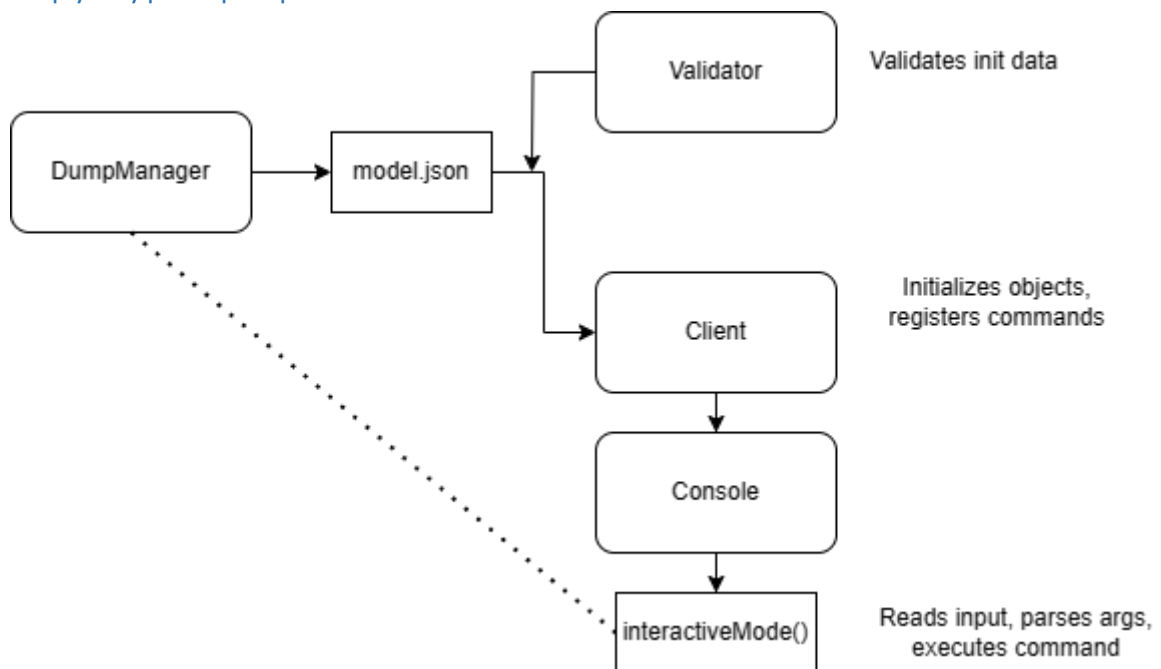 Validator
Validates init data
DumpManager
model.json
Initializes objects,
registers commands
Client
Console
interactiveMode()
Reads input, parses args,
executes command